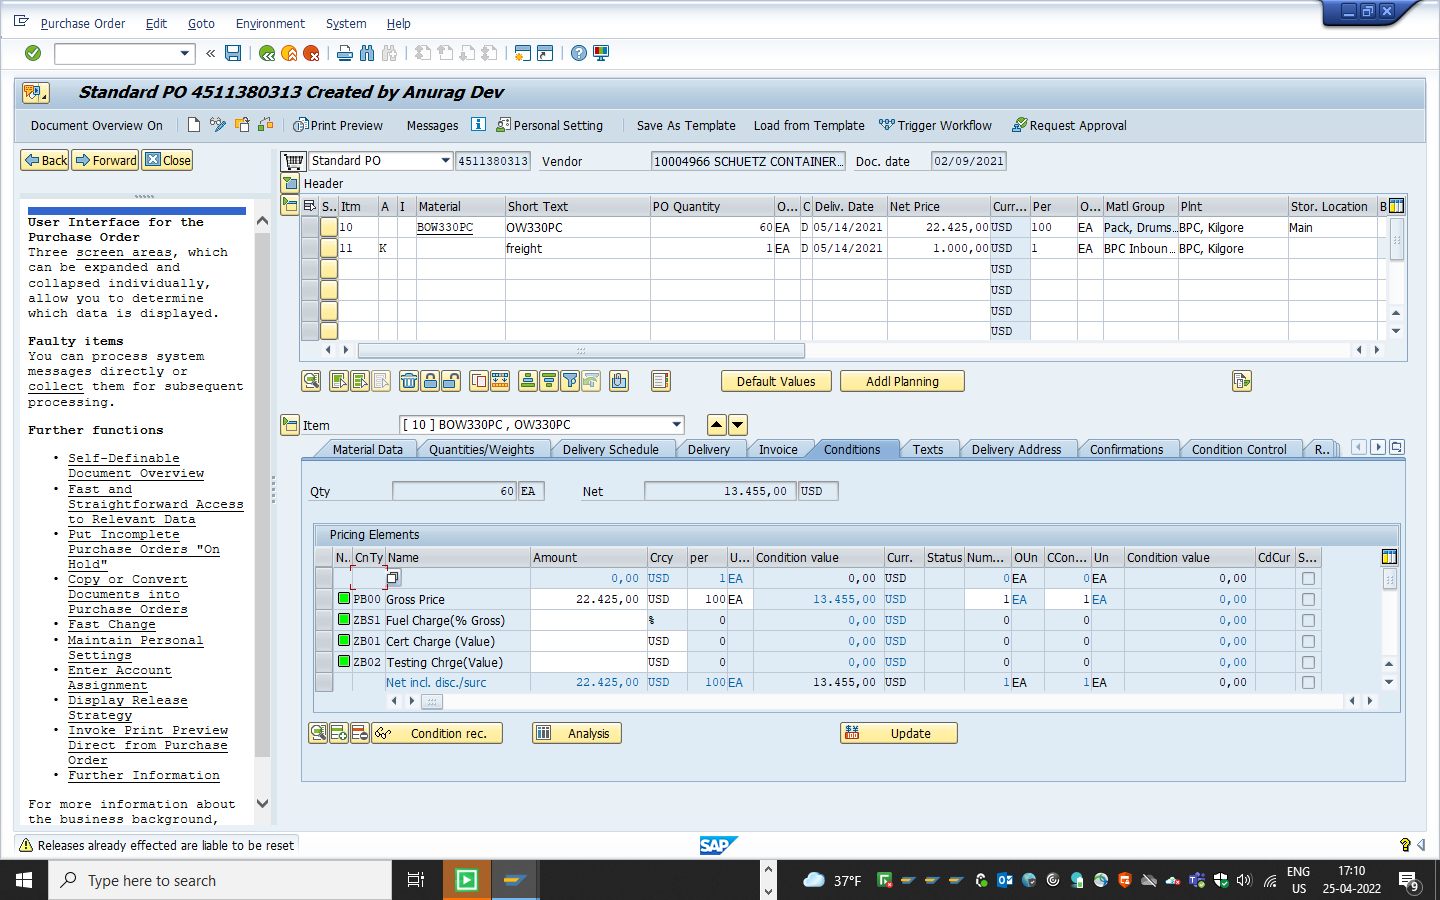 Purchase Order Edit Goto Environment System Help
Standard PO 4511380313 Created by Anurag Dev
Document Overview On Print Preview Messages Personal Setting Save As Template Load from Template Trigger Workflow Request Approval
Back Forward Close
User Interface for the
Purchase Order
Three screen areas, which
can be expanded and
collapsed individually,
allow you to determine
which data is displayed.
Faulty items
You can process system
messages directly or
collect them for subsequent
processing.
Further functions
• Self-Definable
Document Overview
• Fast and
Straightforward Access
to Relevant Data
• Put Incomplete
Purchase Orders "On
Hold"
• Copy or Convert
Documents into
Purchase Orders
• Fast Change
• Maintain Personal
Settings
• Enter Account
Assignment
• Display Release
Strategy
• Invoke Print Preview
Direct from Purchase
Order
• Further Information
For more information about
the business background,
Standard PO 4511380313 Vendor 10004966 SCHUETZ CONTAINER... Doc. date 02/09/2021
Header
S.. Itm A I Material Short Text PO Quantity O... C Deliv. Date Net Price Curr... Per O... Matl Group Plnt Stor. Location B
10 BOW330PC OW330PC 60 EA D 05/14/2021 22.425,00 USD 100 EA Pack, Drums... BPC, Kilgore Main
11 K freight 1 EA D 05/14/2021 1.000,00 USD 1 EA BPC Inboun... BPC, Kilgore
USD
USD
USD
USD
Default Values Addl Planning
Item [ 10 ] BOW330PC , OW330PC
Material Data Quantities/Weights Delivery Schedule Delivery Invoice Conditions Texts Delivery Address Confirmations Condition Control R..
Qty 60 EA Net 13.455,00 USD
Pricing Elements
N.. CnTy Name Amount Crcy per U... Condition value Curr. Status Num... OUn CCon... Un Condition value CdCur S...
0,00 USD 1 EA 0,00 USD 0 EA 0 EA 0,00
PB00 Gross Price 22.425,00 USD 100 EA 13.455,00 USD 1 EA 1 EA 0,00
ZBS1 Fuel Charge(% Gross) % 0 0,00 USD 0 0 0,00
ZB01 Cert Charge (Value) USD 0 0,00 USD 0 0 0,00
ZB02 Testing Chrge(Value) USD 0 0,00 USD 0 0 0,00
Net incl. disc./surc 22.425,00 USD 100 EA 13.455,00 USD 1 EA 1 EA 0,00
Condition rec. Analysis Update
Releases already effected are liable to be reset
SAP
Type here to search
37°F
ENG
US
17:10
25-04-2022
9